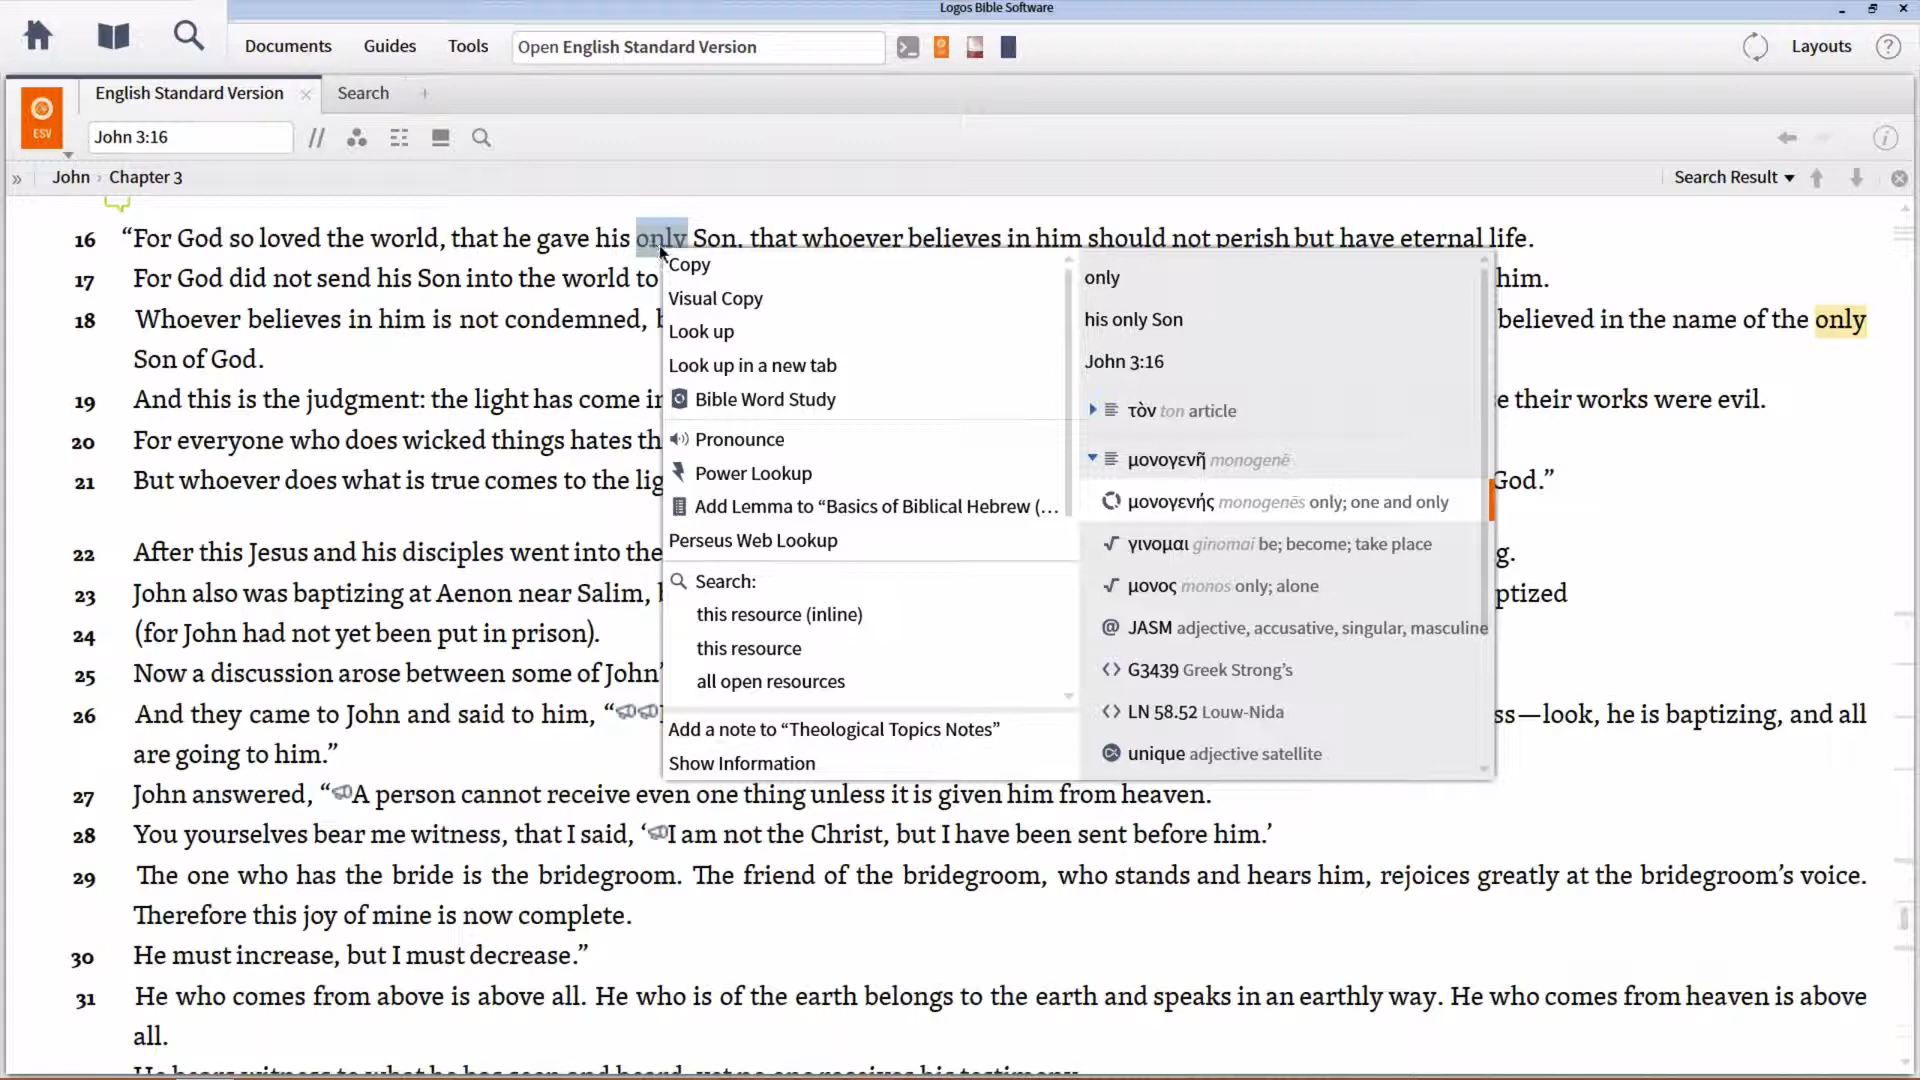 Logos Bible Software
Documents Guides Tools Open English Standard Version Layouts
English Standard Version Search
ESV John 3:16
John › Chapter 3 Search Result
16 “For God so loved the world, that he gave his only Son, that whoever believes in him should not perish but have eternal life.
17 For God did not send his Son into the world to him.
18 Whoever believes in him is not condemned, believed in the name of the only
Son of God.
19 And this is the judgment: the light has come e their works were evil.
20 For everyone who does wicked things hates
21 But whoever does what is true comes to the God.”
22 After this Jesus and his disciples went into the g.
23 John also was baptizing at Aenon near Salim, ptized
24 (for John had not yet been put in prison).
25 Now a discussion arose between some of John’
26 And they came to John and said to him, “ ss—look, he is baptizing, and all
are going to him.”
27 John answered, “A person cannot receive even one thing unless it is given him from heaven.
28 You yourselves bear me witness, that I said, ‘I am not the Christ, but I have been sent before him.’
29 The one who has the bride is the bridegroom. The friend of the bridegroom, who stands and hears him, rejoices greatly at the bridegroom’s voice.
Therefore this joy of mine is now complete.
30 He must increase, but I must decrease.”
31 He who comes from above is above all. He who is of the earth belongs to the earth and speaks in an earthly way. He who comes from heaven is above
all.
He bears witness to what he has seen and heard, yet no one receives his testimony.
Copy
Visual Copy
Look up
Look up in a new tab
Bible Word Study
Pronounce
Power Lookup
Add Lemma to “Basics of Biblical Hebrew (…
Perseus Web Lookup
Search:
this resource (inline)
this resource
all open resources
Add a note to “Theological Topics Notes”
Show Information
only
his only Son
John 3:16
τὸν ton article
μονογενῆ monogenē
μονογενής monogenēs only; one and only
γινομαι ginomai be; become; take place
μονος monos only; alone
@ JASM adjective, accusative, singular, masculine
<> G3439 Greek Strong’s
<> LN 58.52 Louw-Nida
unique adjective satellite